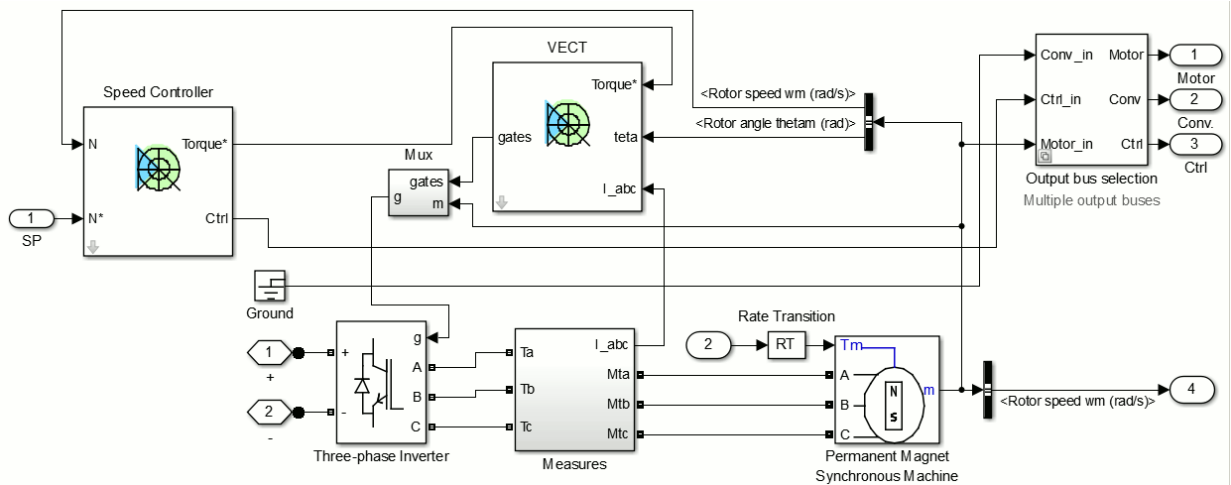 VECT
Speed Controller
N
N*
Torque*
Ctrl
1
SP
Torque*
gates
teta
I_abc
Mux
gates
g
m
<Rotor speed wm (rad/s)>
<Rotor angle thetam (rad)>
Conv_in
Ctrl_in
Motor_in
Motor
Conv
Ctrl
Output bus selection
Multiple output buses
1
Motor
2
Conv.
3
Ctrl
Ground
1
+
2
-
g
+
-
A
B
C
Three-phase Inverter
Ta
Tb
Tc
I_abc
Mta
Mtb
Mtc
Measures
Rate Transition
2
RT
Tm
A
B
C
N
S
m
Permanent Magnet
Synchronous Machine
<Rotor speed wm (rad/s)>
4